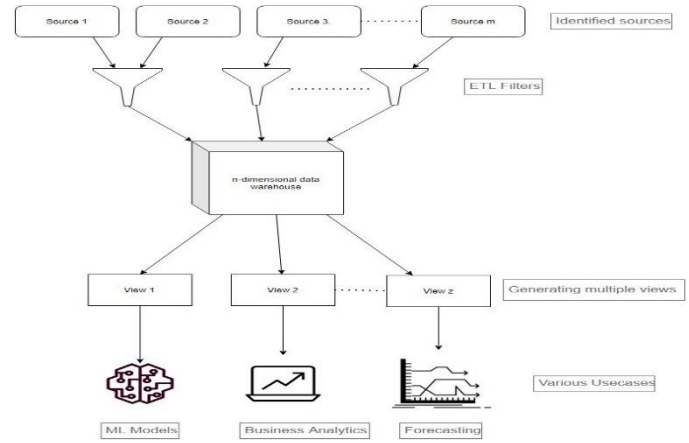 Source 1
Source 2
Source 3.
Source m
Identified sources
ETL Filters
n-dimensional data
warehouse
View 1
View 2
View z
Generating multiple views
Various Usecases
ML Models
Business Analytics
Forecasting